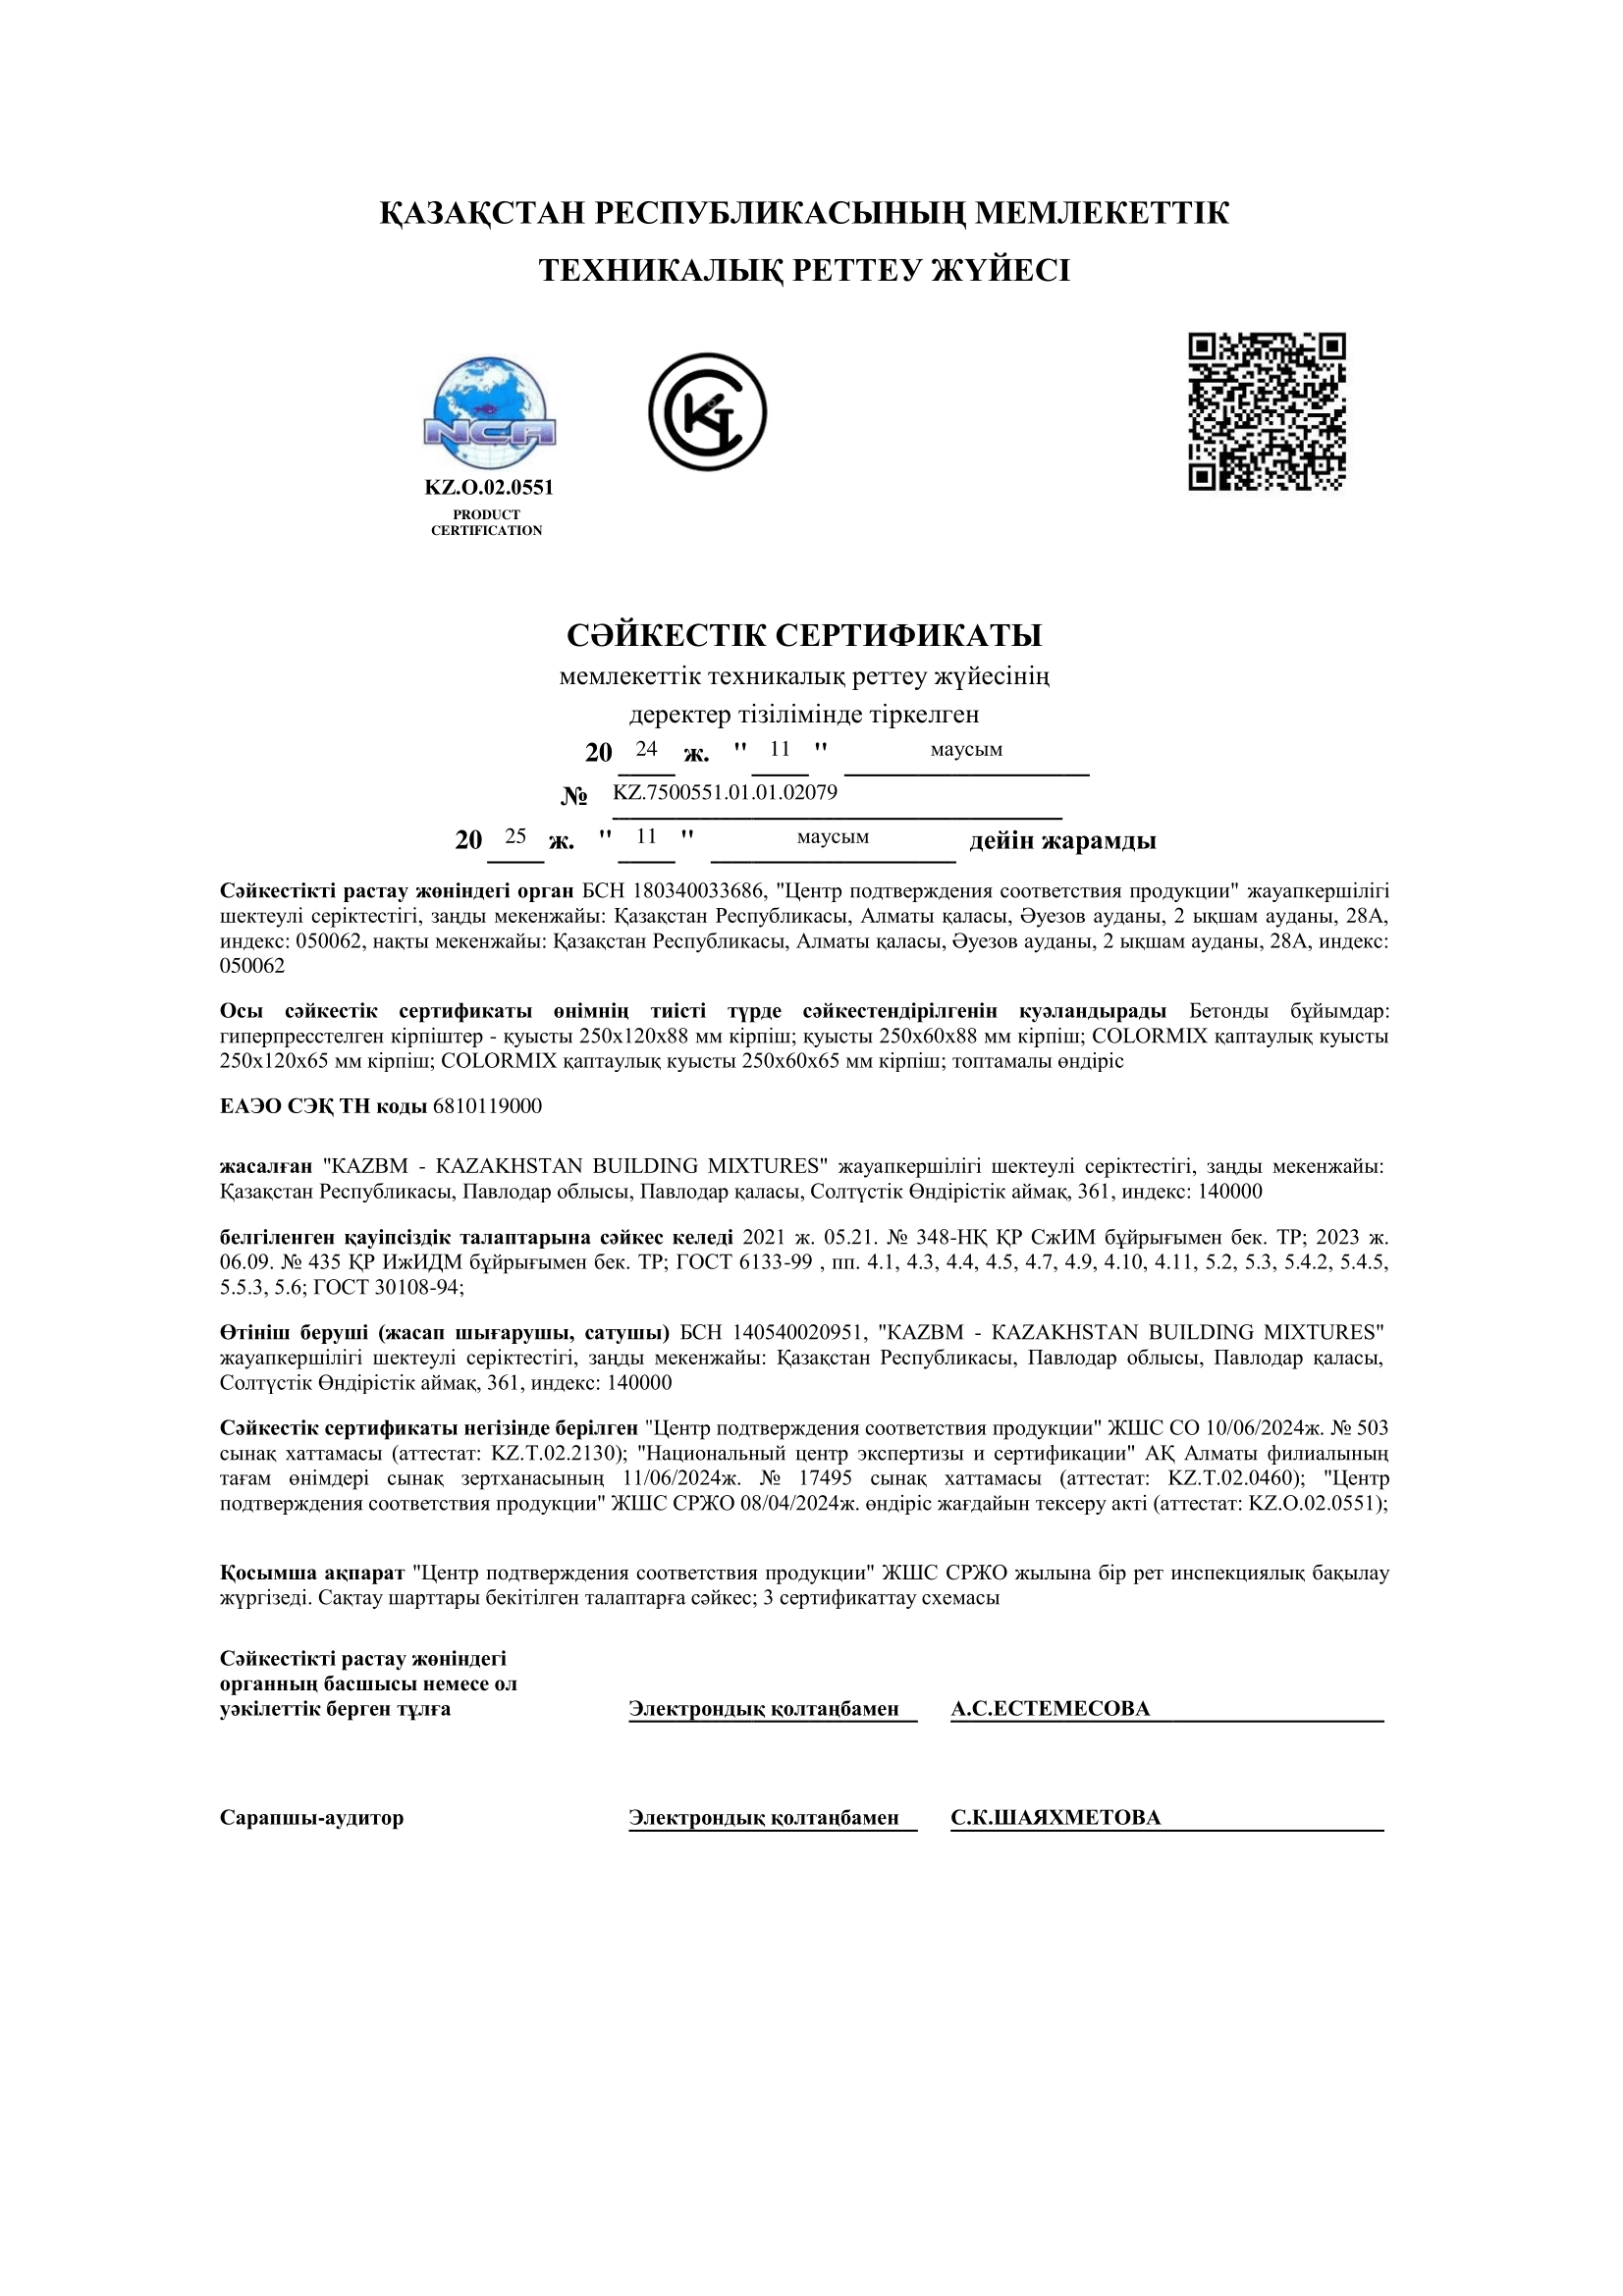 ҚАЗАҚСТАН РЕСПУБЛИКАСЫНЫҢ МЕМЛЕКЕТТІК
ТЕХНИКАЛЫҚ РЕТТЕУ ЖҮЙЕСІ
NCA
KZ.O.02.0551
PRODUCT
CERTIFICATION
СӘЙКЕСТІК СЕРТИФИКАТЫ
мемлекеттік техникалық реттеу жүйесінің
деректер тізілімінде тіркелген
20 24 ж. " 11 " маусым
№ KZ.7500551.01.01.02079
20 25 ж. " 11 " маусым дейін жарамды
Сәйкестікті растау жөніндегі орган БСН 180340033686, "Центр подтверждения соответствия продукции" жауапкершілігі
шектеулі серіктестігі, заңды мекенжайы: Қазақстан Республикасы, Алматы қаласы, Әуезов ауданы, 2 ықшам ауданы, 28А,
индекс: 050062, нақты мекенжайы: Қазақстан Республикасы, Алматы қаласы, Әуезов ауданы, 2 ықшам ауданы, 28А, индекс:
050062
Осы сәйкестік сертификаты өнімнің тиісті түрде сәйкестендірілгенін куәландырады Бетонды бұйымдар:
гиперпресстелген кірпіштер - қуысты 250х120х88 мм кірпіш; қуысты 250х60х88 мм кірпіш; COLORMIX қаптаулық куысты
250х120х65 мм кірпіш; COLORMIX қаптаулық куысты 250х60х65 мм кірпіш; топтамалы өндіріс
ЕАЭО СЭҚ ТН коды 6810119000
жасалған "KAZBM - KAZAKHSTAN BUILDING MIXTURES" жауапкершілігі шектеулі серіктестігі, заңды мекенжайы:
Қазақстан Республикасы, Павлодар облысы, Павлодар қаласы, Солтүстік Өндірістік аймақ, 361, индекс: 140000
белгіленген қауіпсіздік талаптарына сәйкес келеді 2021 ж. 05.21. № 348-НҚ ҚР СжИМ бұйрығымен бек. ТР; 2023 ж.
06.09. № 435 ҚР ИжИДМ бұйрығымен бек. ТР; ГОСТ 6133-99 , пп. 4.1, 4.3, 4.4, 4.5, 4.7, 4.9, 4.10, 4.11, 5.2, 5.3, 5.4.2, 5.4.5,
5.5.3, 5.6; ГОСТ 30108-94;
Өтініш беруші (жасап шығарушы, сатушы) БСН 140540020951, "KAZBM - KAZAKHSTAN BUILDING MIXTURES"
жауапкершілігі шектеулі серіктестігі, заңды мекенжайы: Қазақстан Республикасы, Павлодар облысы, Павлодар қаласы,
Солтүстік Өндірістік аймақ, 361, индекс: 140000
Сәйкестік сертификаты негізінде берілген "Центр подтверждения соответствия продукции" ЖШС СО 10/06/2024ж. № 503
сынақ хаттамасы (аттестат: KZ.T.02.2130); "Национальный центр экспертизы и сертификации" АҚ Алматы филиалының
тағам өнімдері сынақ зертханасының 11/06/2024ж. № 17495 сынақ хаттамасы (аттестат: KZ.T.02.0460); "Центр
подтверждения соответствия продукции" ЖШС СРЖО 08/04/2024ж. өндіріс жағдайын тексеру акті (аттестат: KZ.O.02.0551);
Қосымша ақпарат "Центр подтверждения соответствия продукции" ЖШС СРЖО жылына бір рет инспекциялық бақылау
жүргізеді. Сақтау шарттары бекітілген талаптарға сәйкес; 3 сертификаттау схемасы
Сәйкестікті растау жөніндегі
органның басшысы немесе ол
уәкілеттік берген тұлға Электрондық қолтаңбамен А.С.ЕСТЕМЕСОВА
Сарапшы-аудитор Электрондық қолтаңбамен С.К.ШАЯХМЕТОВА